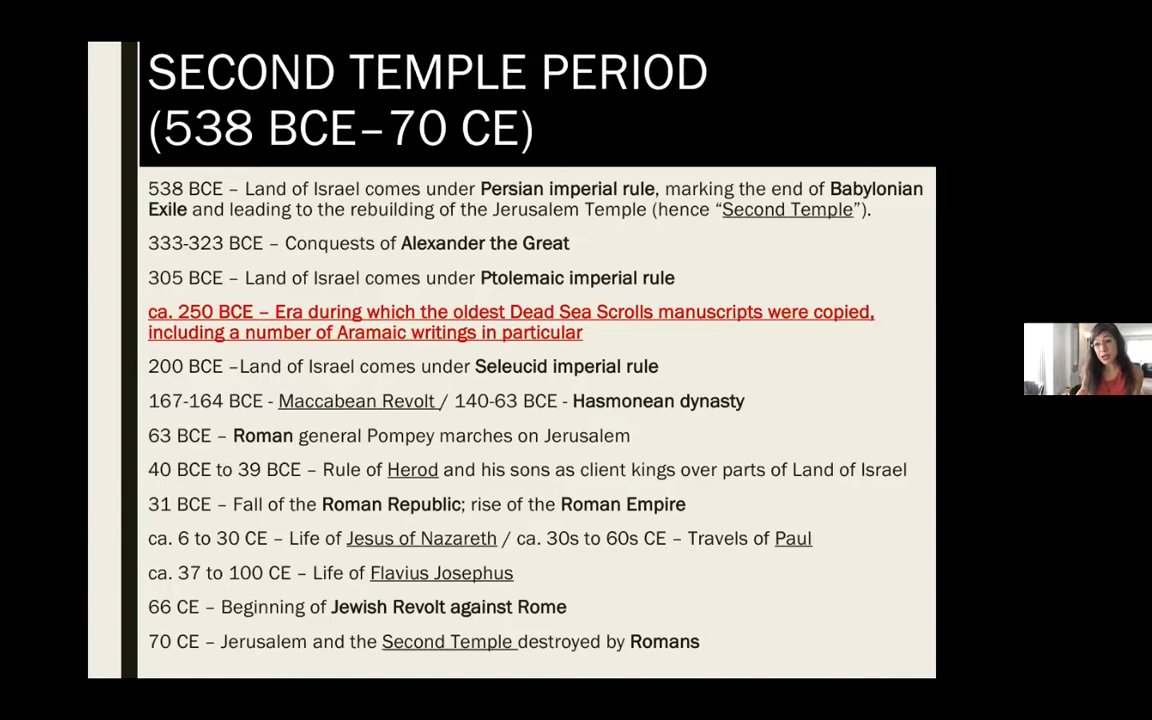 SECOND TEMPLE PERIOD
(538 BCE–70 CE)
538 BCE – Land of Israel comes under Persian imperial rule, marking the end of Babylonian
Exile and leading to the rebuilding of the Jerusalem Temple (hence “Second Temple”).
333-323 BCE – Conquests of Alexander the Great
305 BCE – Land of Israel comes under Ptolemaic imperial rule
ca. 250 BCE – Era during which the oldest Dead Sea Scrolls manuscripts were copied,
including a number of Aramaic writings in particular
200 BCE –Land of Israel comes under Seleucid imperial rule
167-164 BCE - Maccabean Revolt / 140-63 BCE - Hasmonean dynasty
63 BCE – Roman general Pompey marches on Jerusalem
40 BCE to 39 BCE – Rule of Herod and his sons as client kings over parts of Land of Israel
31 BCE – Fall of the Roman Republic; rise of the Roman Empire
ca. 6 to 30 CE – Life of Jesus of Nazareth / ca. 30s to 60s CE – Travels of Paul
ca. 37 to 100 CE – Life of Flavius Josephus
66 CE – Beginning of Jewish Revolt against Rome
70 CE – Jerusalem and the Second Temple destroyed by Romans